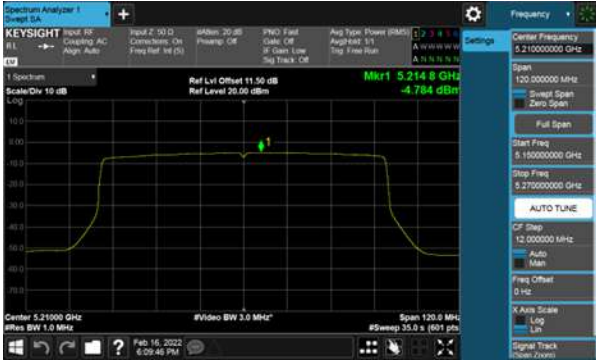 Spectrum Analyzer 1
Swept SA
Frequency
KEYSIGHT
Input: RF
Coupling: AC
Align: Auto
Input Z: 50 Ω
Corrections: On
Freq Ref: Int (S)
#Atten: 20 dB
Preamp: Off
PNO: Fast
Gate: Off
IF Gain: Low
Sig Track: Off
Avg Type: Power (RMS)
Avg|Hold: 1/1
Trig: Free Run
1 2 3 4 5 6
A W W W W W
A N N N N N
RL
LW
Settings
1 Spectrum
Scale/Div 10 dB
Ref Lvl Offset 11.50 dB
Ref Level 20.00 dBm
Mkr1 5.214 8 GHz
-4.784 dBm
Log
10.0
0.00
-10.0
-20.0
-30.0
-40.0
-50.0
-60.0
-70.0
1
Center 5.21000 GHz
#Res BW 1.0 MHz
#Video BW 3.0 MHz*
Span 120.0 MHz
#Sweep 35.0 s (601 pts
Center Frequency
5.210000000 GHz
Span
120.000000 MHz
Swept Span
Zero Span
Full Span
Start Freq
5.150000000 GHz
Stop Freq
5.270000000 GHz
AUTO TUNE
CF Step
12.000000 MHz
Auto
Man
Freq Offset
0 Hz
X Axis Scale
Log
Lin
Signal Track
(Span Zoom)
Feb 16, 2022
6:09:46 PM